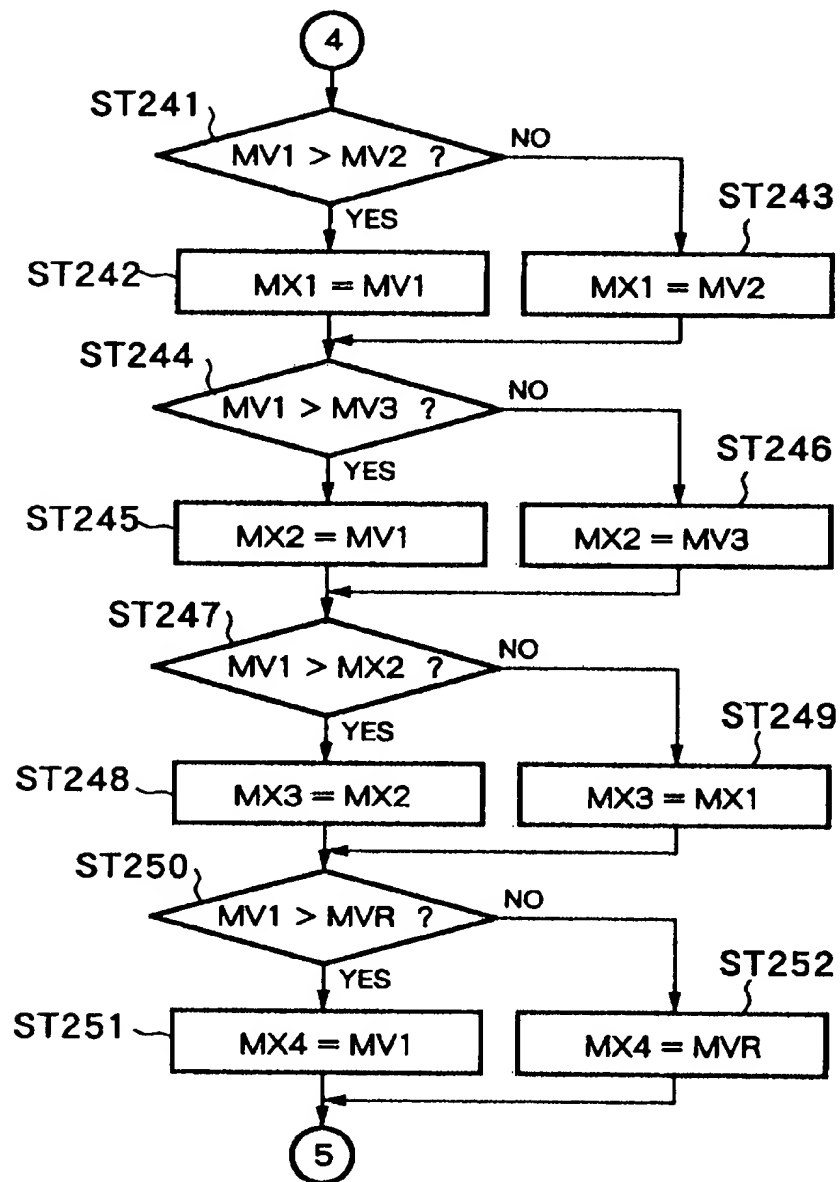 4
ST241
MV1 > MV2 ?
NO
YES
ST243
ST242
MX1 = MV1
MX1 = MV2
ST244
MV1 > MV3 ?
NO
YES
ST246
ST245
MX2 = MV1
MX2 = MV3
ST247
MV1 > MX2 ?
NO
YES
ST249
ST248
MX3 = MX2
MX3 = MX1
ST250
MV1 > MVR ?
NO
YES
ST252
ST251
MX4 = MV1
MX4 = MVR
5